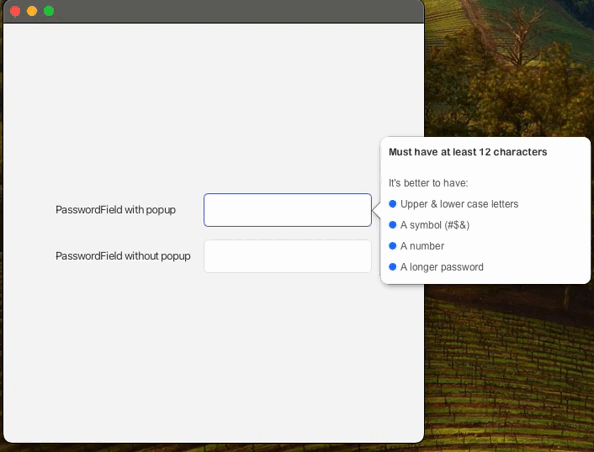 PasswordField with popup
PasswordField without popup
Must have at least 12 characters
It's better to have:
Upper & lower case letters
A symbol (#$&)
A number
A longer password